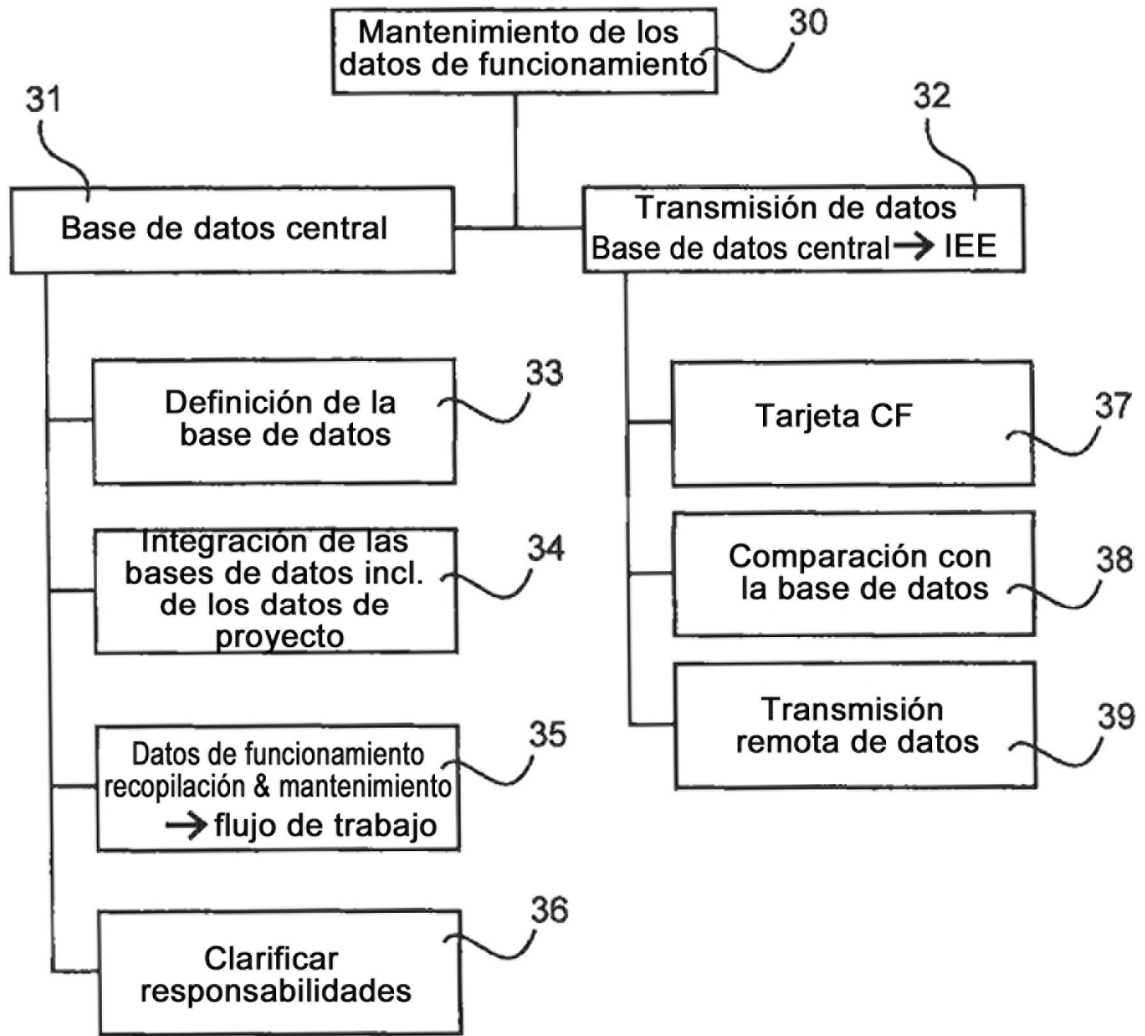 Mantenimiento de los
datos de funcionamiento
30
31
Base de datos central
32
Transmisión de datos
Base de datos central → IEE
Definición de la
base de datos
33
Integración de las
bases de datos incl.
de los datos de
proyecto
34
Datos de funcionamiento
recopilación & mantenimiento
→ flujo de trabajo
35
Clarificar
responsabilidades
36
Tarjeta CF
37
Comparación con
la base de datos
38
Transmisión
remota de datos
39